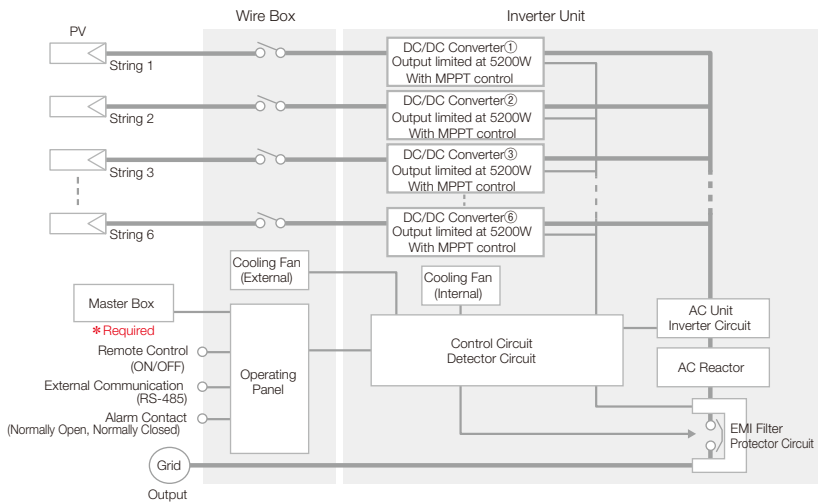 Wire Box
Inverter Unit
PV
String 1
DC/DC Converter①
Output limited at 5200W
With MPPT control
String 2
DC/DC Converter②
Output limited at 5200W
With MPPT control
String 3
DC/DC Converter③
Output limited at 5200W
With MPPT control
String 6
DC/DC Converter⑥
Output limited at 5200W
With MPPT control
Cooling Fan
(External)
Cooling Fan
(Internal)
Master Box
*Required
Remote Control
(ON/OFF)
External Communication
(RS-485)
Alarm Contact
(Normally Open, Normally Closed)
Operating
Panel
Control Circuit
Detector Circuit
AC Unit
Inverter Circuit
AC Reactor
EMI Filter
Protector Circuit
Grid
Output